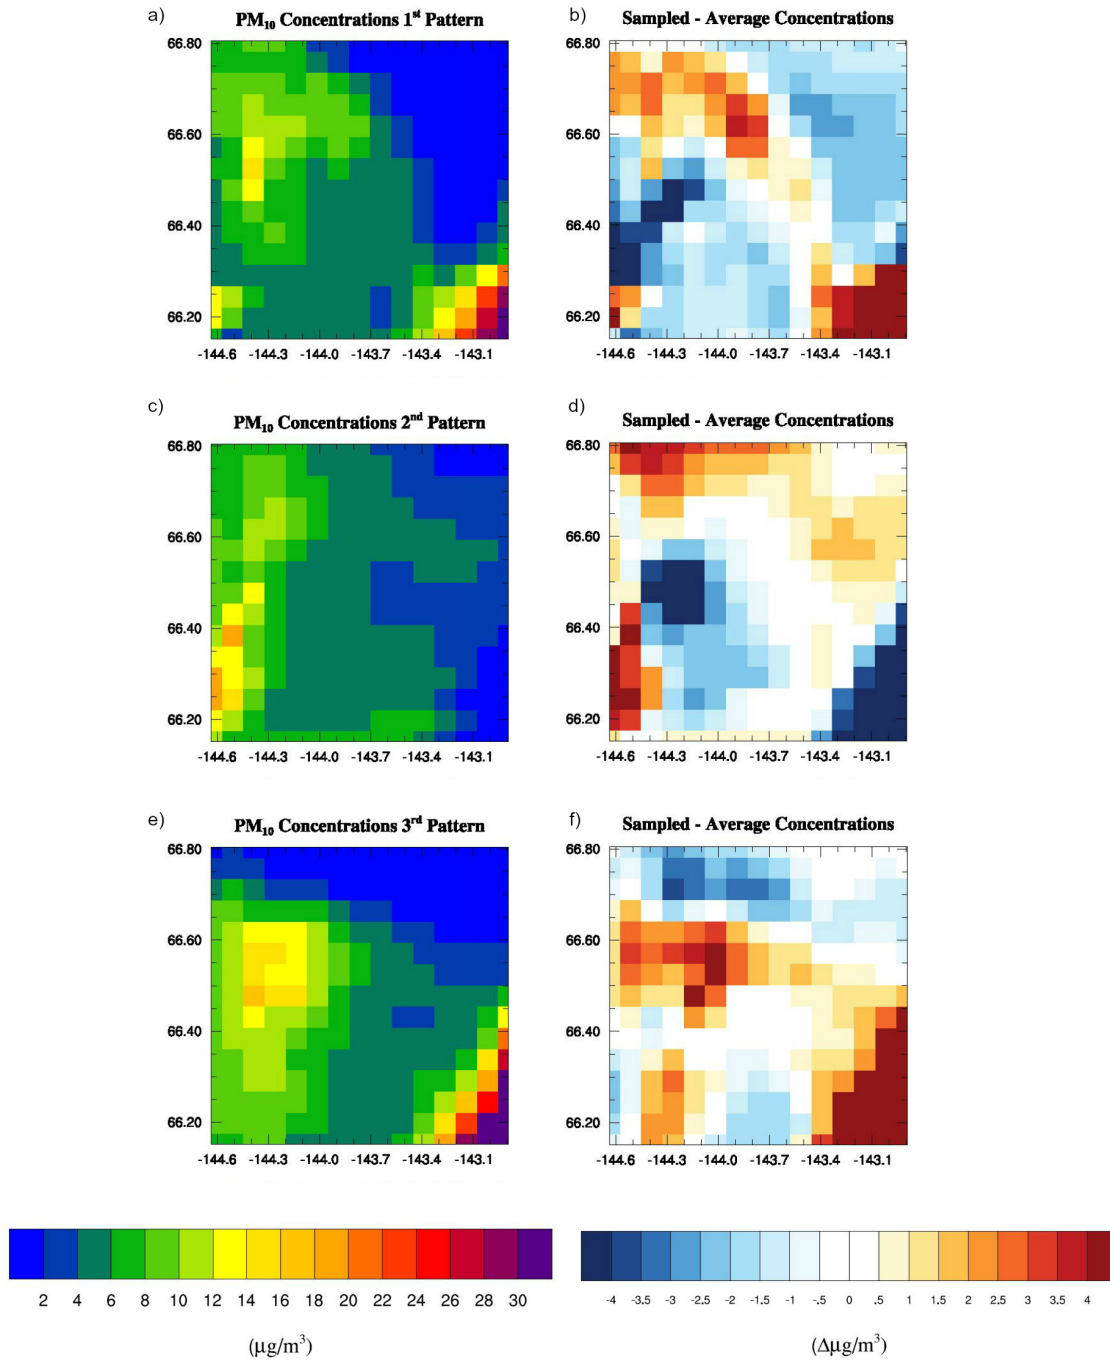 a) PM₁₀ Concentrations 1ˢᵗ Pattern
b) Sampled - Average Concentrations
66.80 66.80
66.60 66.60
66.40 66.40
66.20 66.20
-144.6 -144.3 -144.0 -143.7 -143.4 -143.1 -144.6 -144.3 -144.0 -143.7 -143.4 -143.1
c) PM₁₀ Concentrations 2ⁿᵈ Pattern
d) Sampled - Average Concentrations
66.80 66.80
66.60 66.60
66.40 66.40
66.20 66.20
-144.6 -144.3 -144.0 -143.7 -143.4 -143.1 -144.6 -144.3 -144.0 -143.7 -143.4 -143.1
e) PM₁₀ Concentrations 3ʳᵈ Pattern
f) Sampled - Average Concentrations
66.80 66.80
66.60 66.60
66.40 66.40
66.20 66.20
-144.6 -144.3 -144.0 -143.7 -143.4 -143.1 -144.6 -144.3 -144.0 -143.7 -143.4 -143.1
2 4 6 8 10 12 14 16 18 20 22 24 26 28 30
-4 -3.5 -3 -2.5 -2 -1.5 -1 -.5 0 .5 1 1.5 2 2.5 3 3.5 4
(μg/m³)
(Δμg/m³)